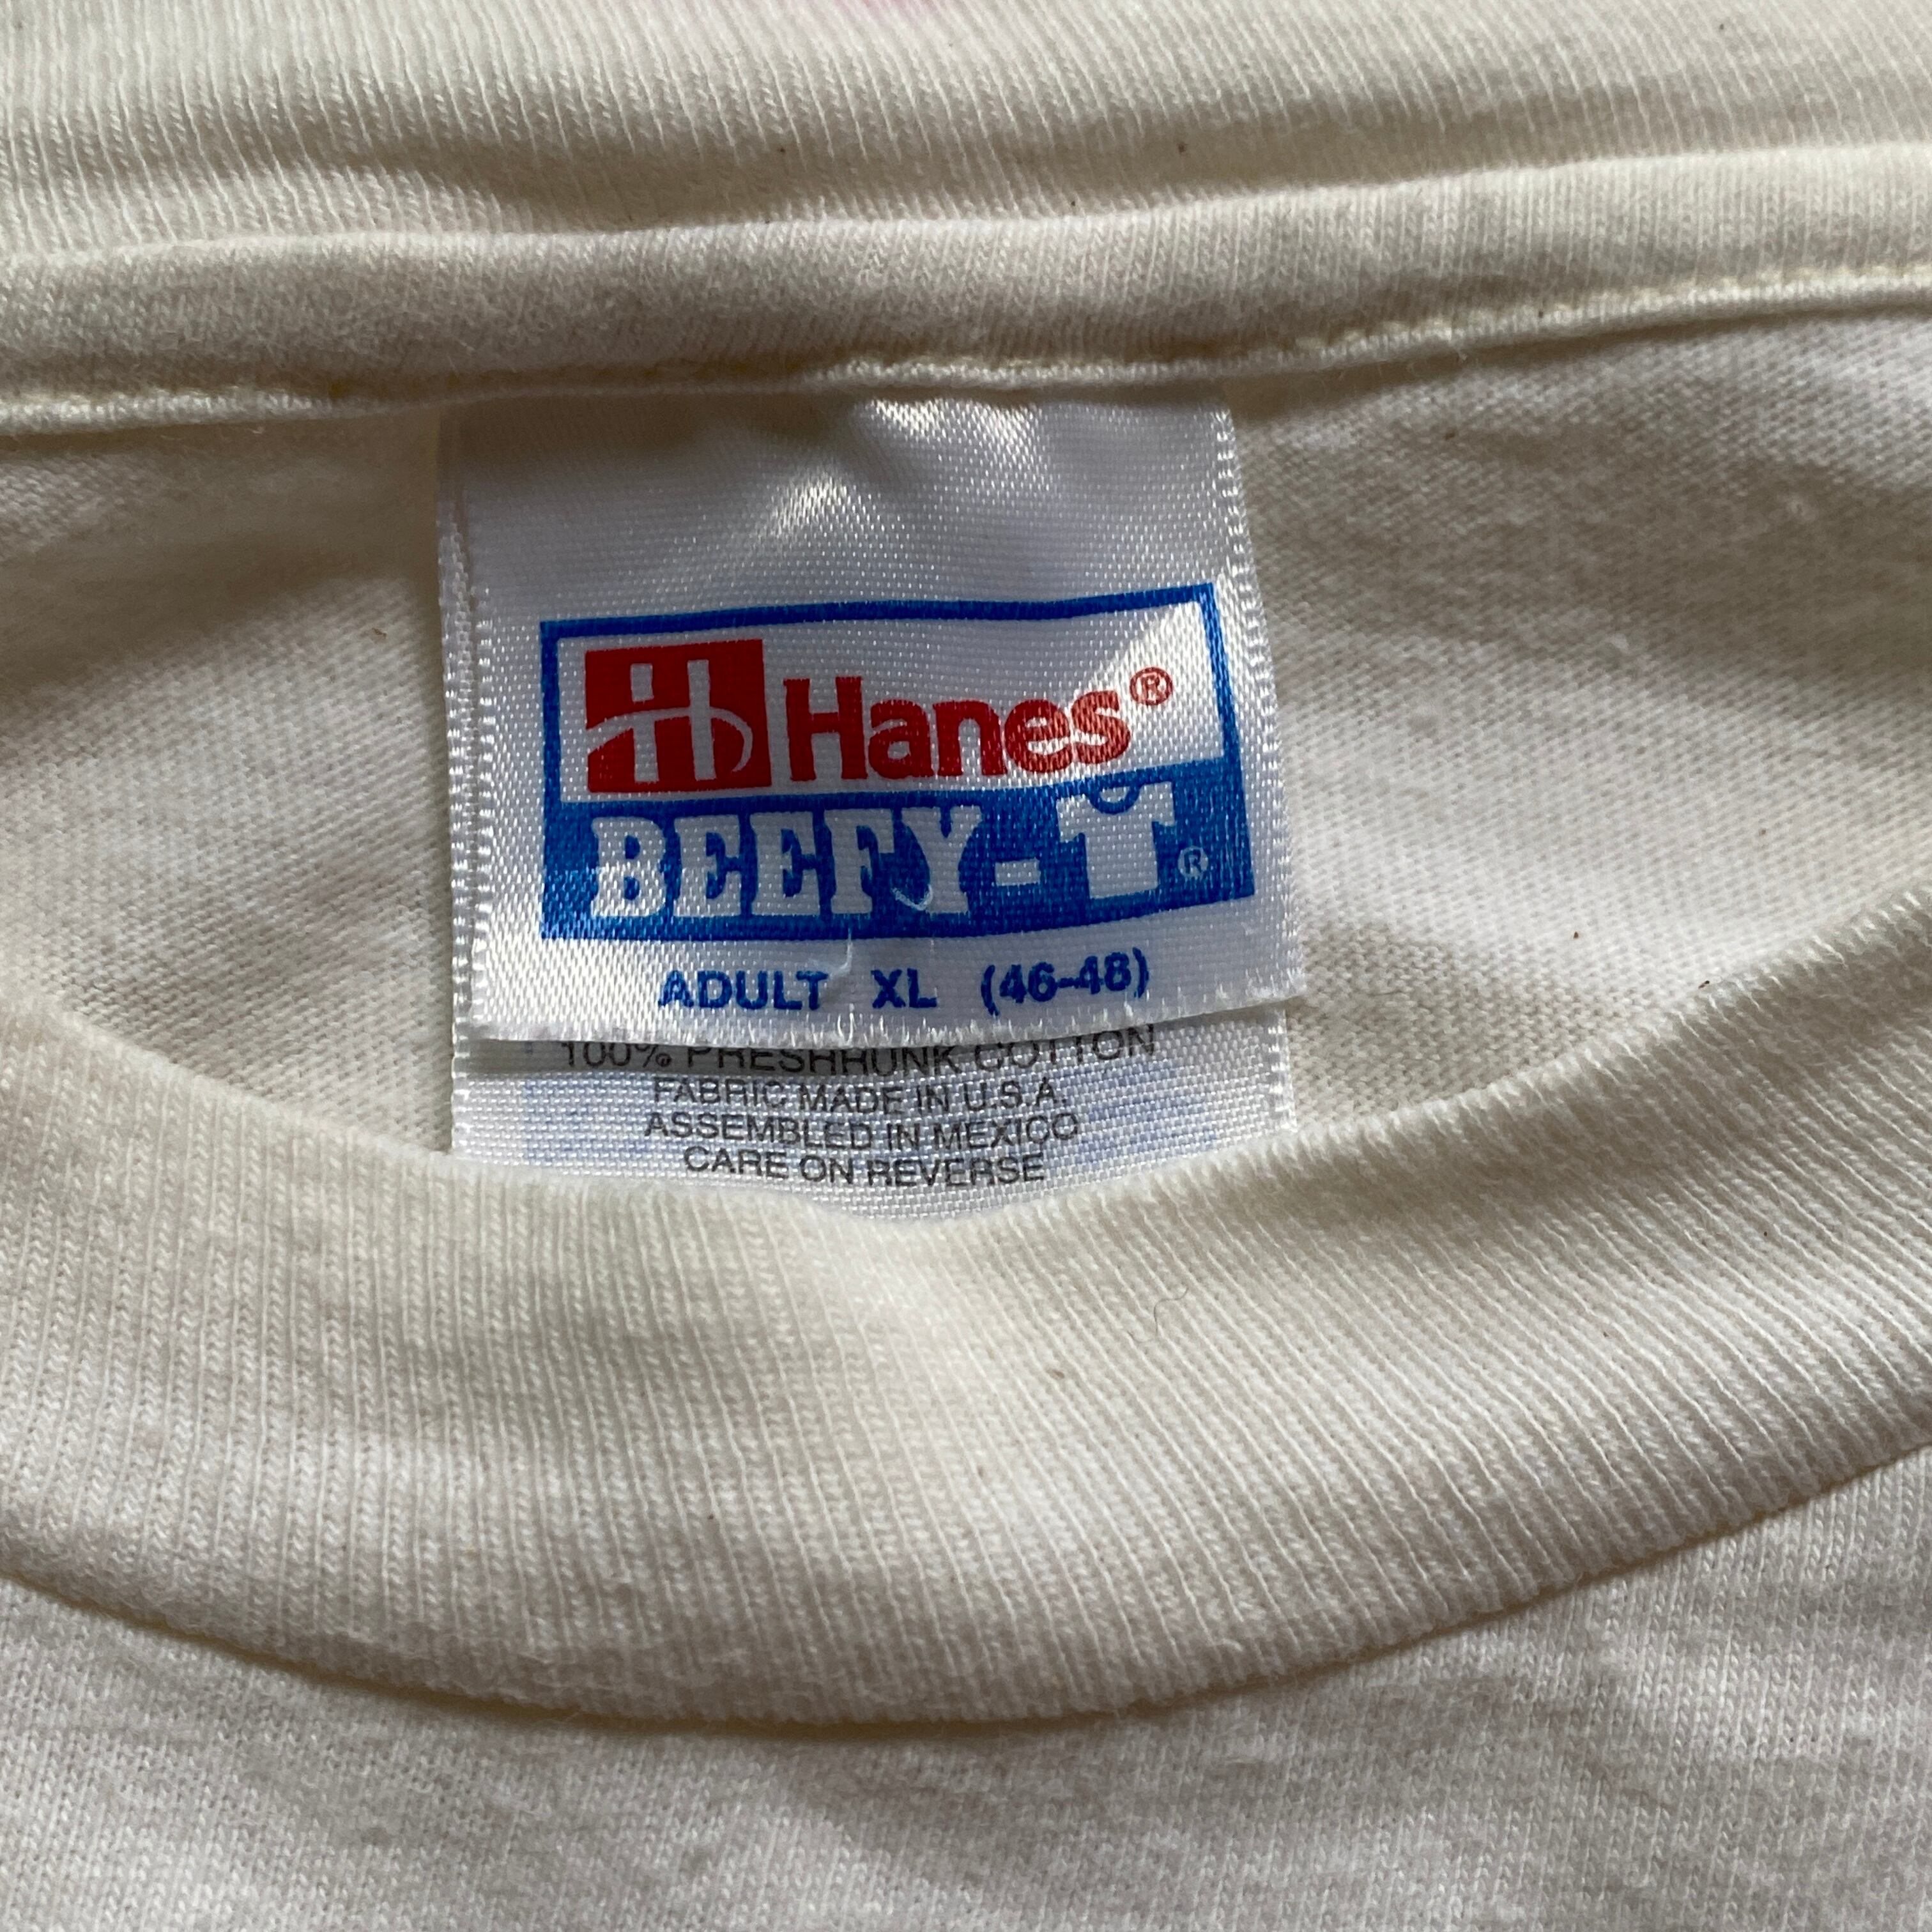 H Hanes®
BEEFY-T®
ADULT XL (46-48)
100% PRESHRUNK COTTON
FABRIC MADE IN U.S.A.
ASSEMBLED IN MEXICO
CARE ON REVERSE